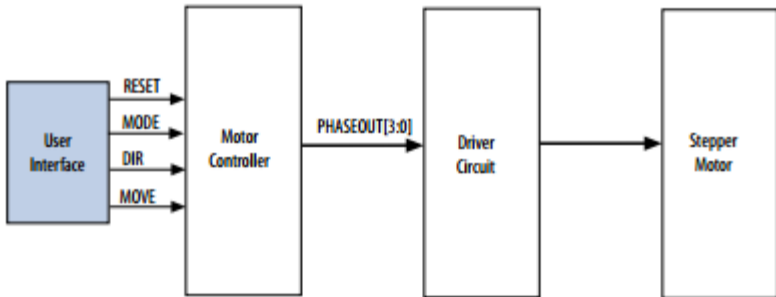 User
Interface
RESET
MODE
DIR
MOVE
Motor
Controller
PHASEOUT[3:0]
Driver
Circuit
Stepper
Motor